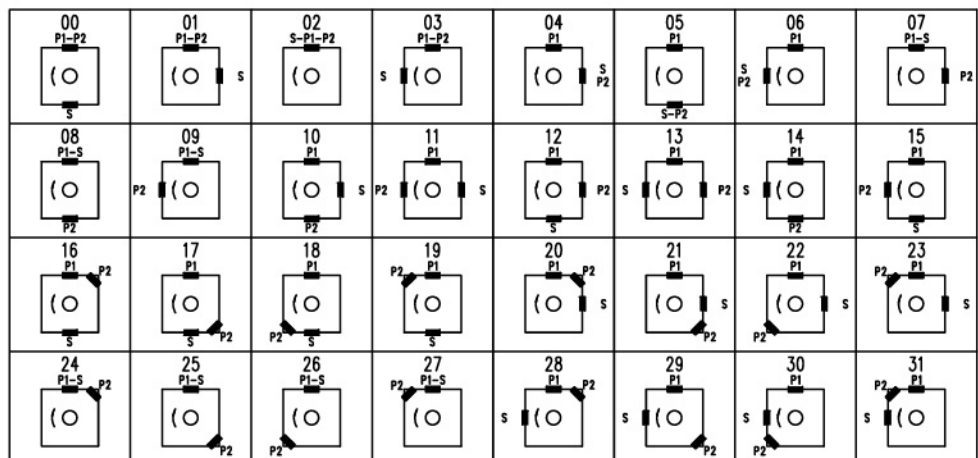 00 01 02 03 04 05 06 07
P1-P2 P1-P2 S-P1-P2 P1-P2 P1 P1 P1 P1-S
S S S P2 S P2 P2
S S-P2
08 09 10 11 12 13 14 15
P1-S P1-S P1 P1 P1 P1 P1 P1
P2 S P2 S P2 S P2 S P2
P2 P2 S P2 S
16 17 18 19 20 21 22 23
P1 P2 P1 P1 P2 P1 P1 P2 P1 P1 P2 P1
S S S S
S S P2 P2 S S P2 P2
24 25 26 27 28 29 30 31
P1-S P2 P1-S P1-S P2 P1-S P1 P2 P1 P1 P2 P1
S S S S
P2 P2 P2 P2